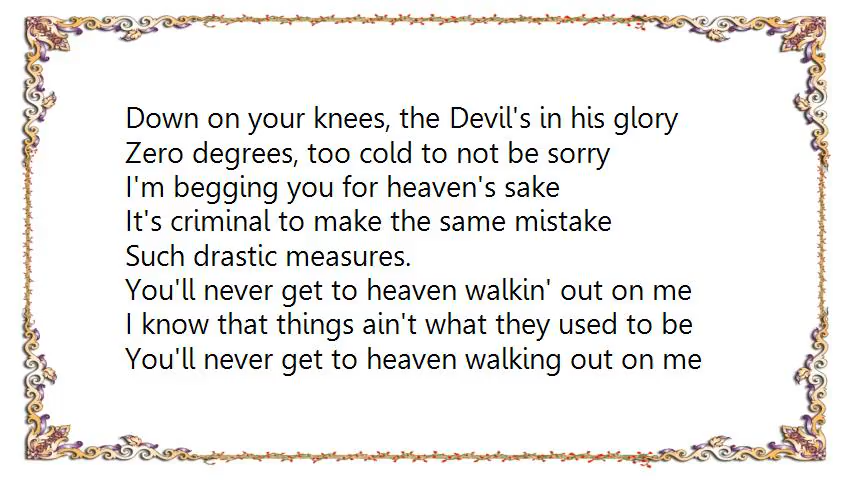 Down on your knees, the Devil's in his glory
Zero degrees, too cold to not be sorry
I'm begging you for heaven's sake
It's criminal to make the same mistake
Such drastic measures.
You'll never get to heaven walkin' out on me
I know that things ain't what they used to be
You'll never get to heaven walking out on me